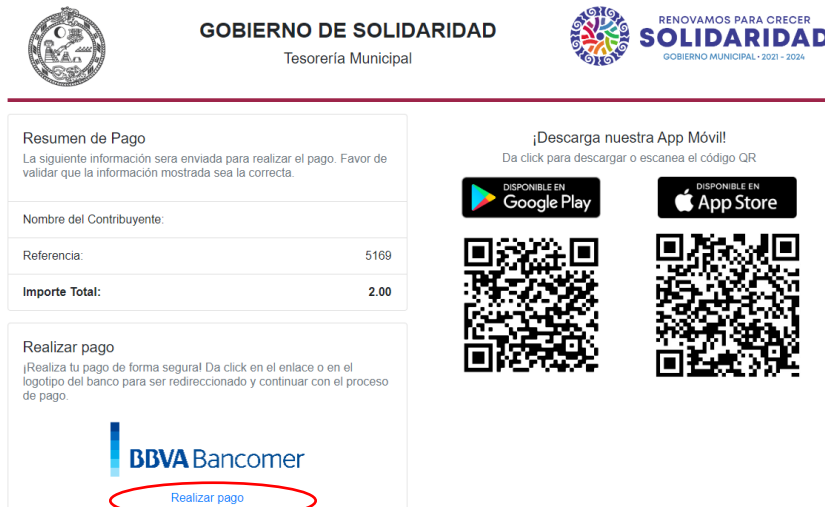 GOBIERNO DE SOLIDARIDAD
Tesorería Municipal
RENOVAMOS PARA CRECER
SOLIDARIDAD
GOBIERNO MUNICIPAL • 2021 - 2024
Resumen de Pago
La siguiente información sera enviada para realizar el pago. Favor de
validar que la información mostrada sea la correcta.
Nombre del Contribuyente:
Referencia: 5169
Importe Total: 2.00
Realizar pago
¡Realiza tu pago de forma segura! Da click en el enlace o en el
logotipo del banco para ser redireccionado y continuar con el proceso
de pago.
BBVA Bancomer
Realizar pago
¡Descarga nuestra App Móvil!
Da click para descargar o escanea el código QR
DISPONIBLE EN
Google Play
DISPONIBLE EN
App Store